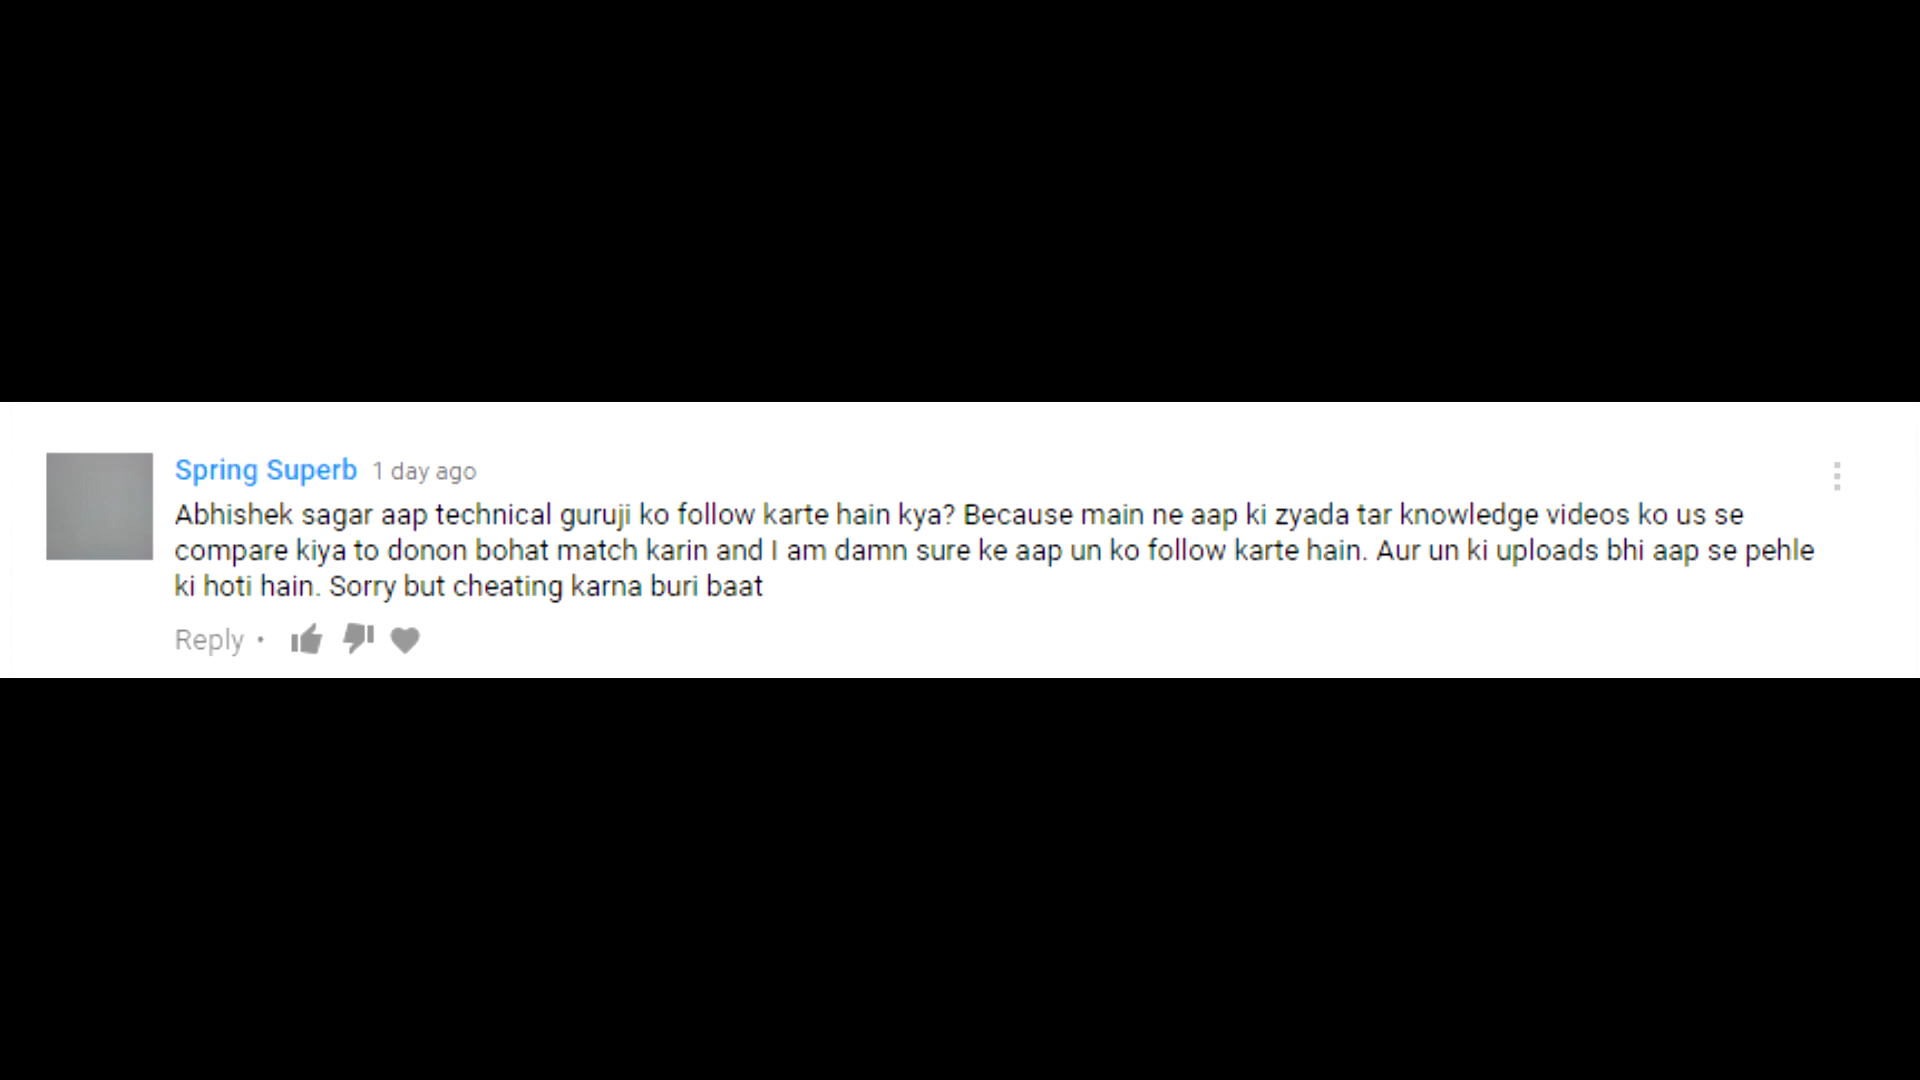 Spring Superb 1 day ago
Abhishek sagar aap technical guruji ko follow karte hain kya? Because main ne aap ki zyada tar knowledge videos ko us se
compare kiya to donon bohat match karin and I am damn sure ke aap un ko follow karte hain. Aur un ki uploads bhi aap se pehle
ki hoti hain. Sorry but cheating karna buri baat
Reply •